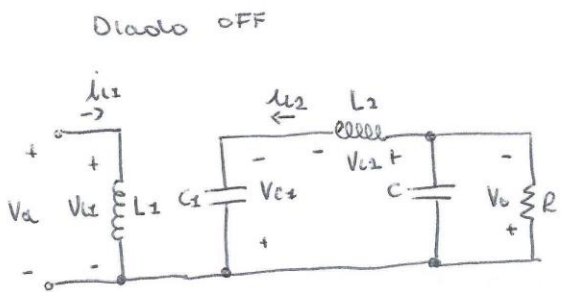 Diodo OFF
iL1
iL2 L2
+ + - - VL2 + -
Va VL1 L1 C1 VC1 C Vo R
- - + +